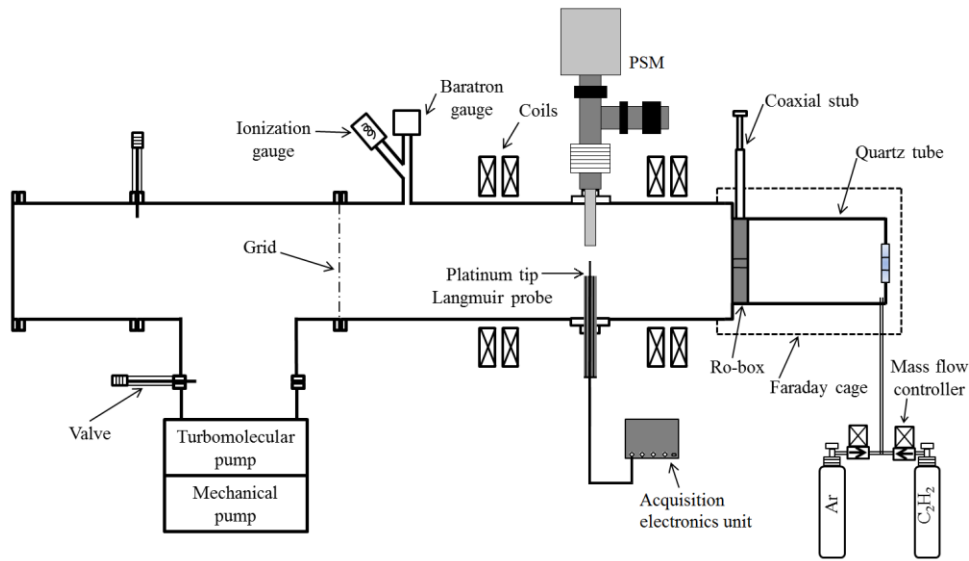 PSM
Baratron
gauge
Coaxial stub
Ionization
gauge
Coils
Quartz tube
Grid
Platinum tip
Langmuir probe
Ro-box
Faraday cage
Mass flow
controller
Valve
Turbomolecular
pump
Mechanical
pump
Acquisition
electronics unit
Ar
C₂H₂